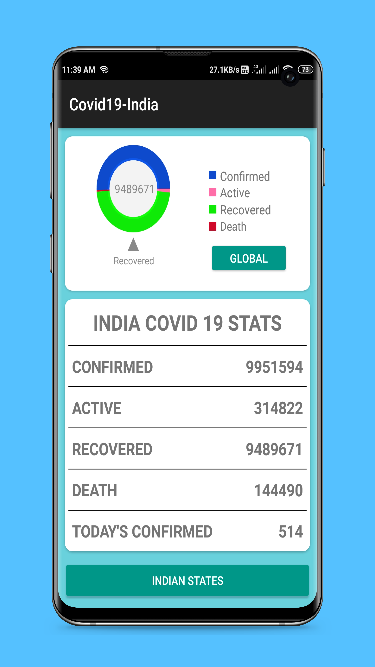 11:39 AM 27.1KB/s 78
Covid19-India
9489671
Confirmed
Active
Recovered
Death
Recovered
GLOBAL
INDIA COVID 19 STATS
CONFIRMED 9951594
ACTIVE 314822
RECOVERED 9489671
DEATH 144490
TODAY'S CONFIRMED 514
INDIAN STATES